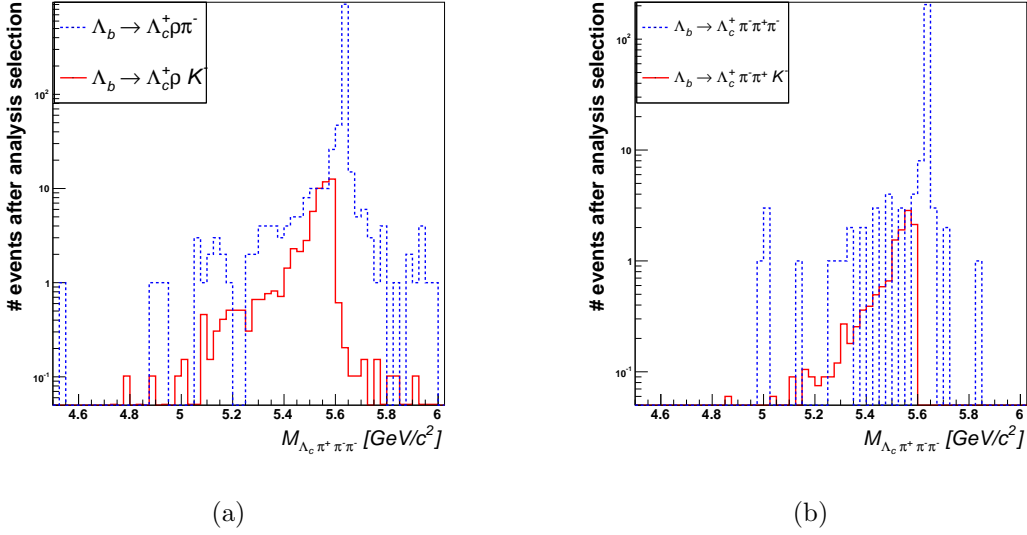 # events after analysis selection
Λb → Λc+ ρπ-
Λb → Λc+ ρ K-
10²
10
1
10⁻¹
4.6 4.8 5 5.2 5.4 5.6 5.8 6
MΛc π+ π-π- [GeV/c²]
(a)
# events after analysis selection
Λb → Λc+ π-π+π-
Λb → Λc+ π-π+ K-
10²
10
1
10⁻¹
4.6 4.8 5 5.2 5.4 5.6 5.8 6
MΛc π+ π-π- [GeV/c²]
(b)